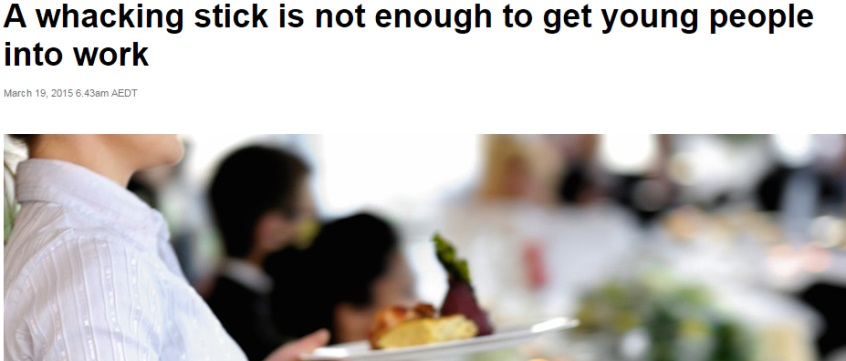 A whacking stick is not enough to get young people
into work
March 19, 2015 6.43am AEDT